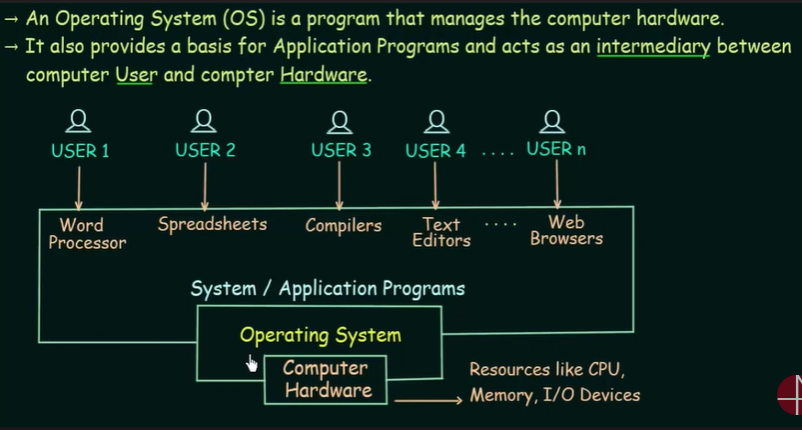 → An Operating System (OS) is a program that manages the computer hardware.
→ It also provides a basis for Application Programs and acts as an intermediary between
computer User and compter Hardware.
USER 1 USER 2 USER 3 USER 4 .... USER n
Word Processor Spreadsheets Compilers Text Editors .... Web Browsers
System / Application Programs
Operating System
Computer
Hardware
Resources like CPU,
Memory, I/O Devices